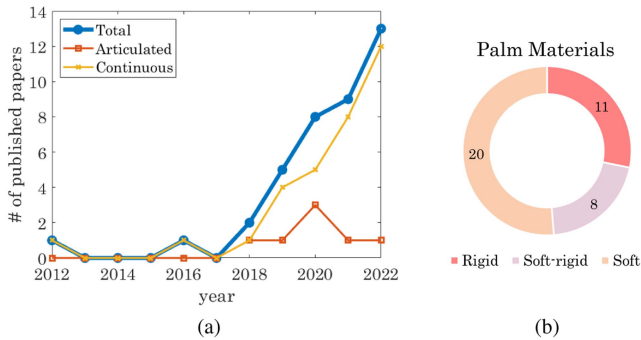 14
12
10
8
6
4
2
0
# of published papers
Total
Articulated
Continuous
2012 2014 2016 2018 2020 2022
year
(a)
Palm Materials
11
20
8
Rigid Soft-rigid Soft
(b)